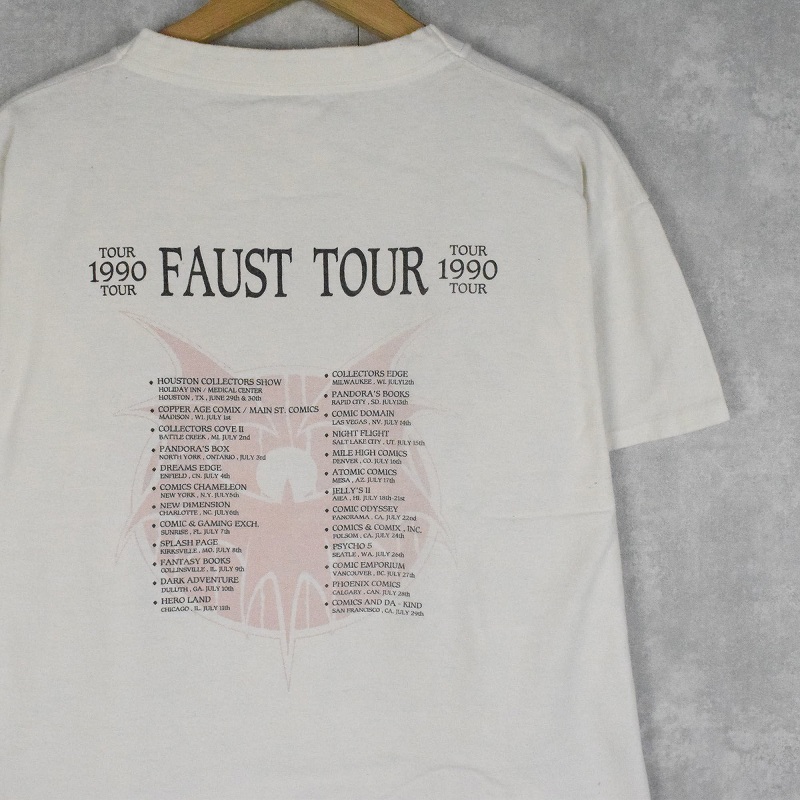 TOUR
1990
TOUR
FAUST TOUR
TOUR
1990
TOUR
HOUSTON COLLECTORS SHOW
HOLIDAY INN / MEDICAL CENTER
HOUSTON , TX , JUNE 29th & 30th
COPPER AGE COMIX / MAIN ST. COMICS
MADISON , WI. JULY 1st
COLLECTORS COVE II
BATTLE CREEK , MI. JULY 2nd
PANDORA'S BOX
NORTH YORK , ONTARIO , JULY 3rd
DREAMS EDGE
ENFIELD , CN. JULY 4th
COMICS CHAMELEON
NEW YORK , N.Y. JULY5th
NEW DIMENSION
CHARLOTTE , NC. JULY6th
COMIC & GAMING EXCH.
SUNRISE , FL. JULY 7th
SPLASH PAGE
KIRKSVILLE , MO. JULY 8th
FANTASY BOOKS
COLLINSVILLE , IL. JULY 9th
DARK ADVENTURE
DULUTH , GA. JULY 10th
HERO LAND
CHICAGO , IL. JULY 11th
COLLECTORS EDGE
MILWAUKEE , WI. JULY12th
PANDORA'S BOOKS
RAPID CITY , SD. JULY13th
COMIC DOMAIN
LAS VEGAS , NV. JULY 14th
NIGHT FLIGHT
SALT LAKE CITY , UT. JULY 15th
MILE HIGH COMICS
DENVER , CO. JULY 16th
ATOMIC COMICS
MESA , AZ. JULY 17th
JELLY'S II
AIEA , HI. JULY 18th-21st
COMIC ODYSSEY
PANORAMA , CA. JULY 22nd
COMICS & COMIX , INC.
FOLSOM , CA. JULY 24th
PSYCHO 5
SEATLE , WA. JULY 26th
COMIC EMPORIUM
VANCOUVER , BC. JULY 27th
PHOENIX COMICS
CALGARY , CAN. JULY 28th
COMICS AND DA - KIND
SAN FRANCISCO , CA. JULY 29th